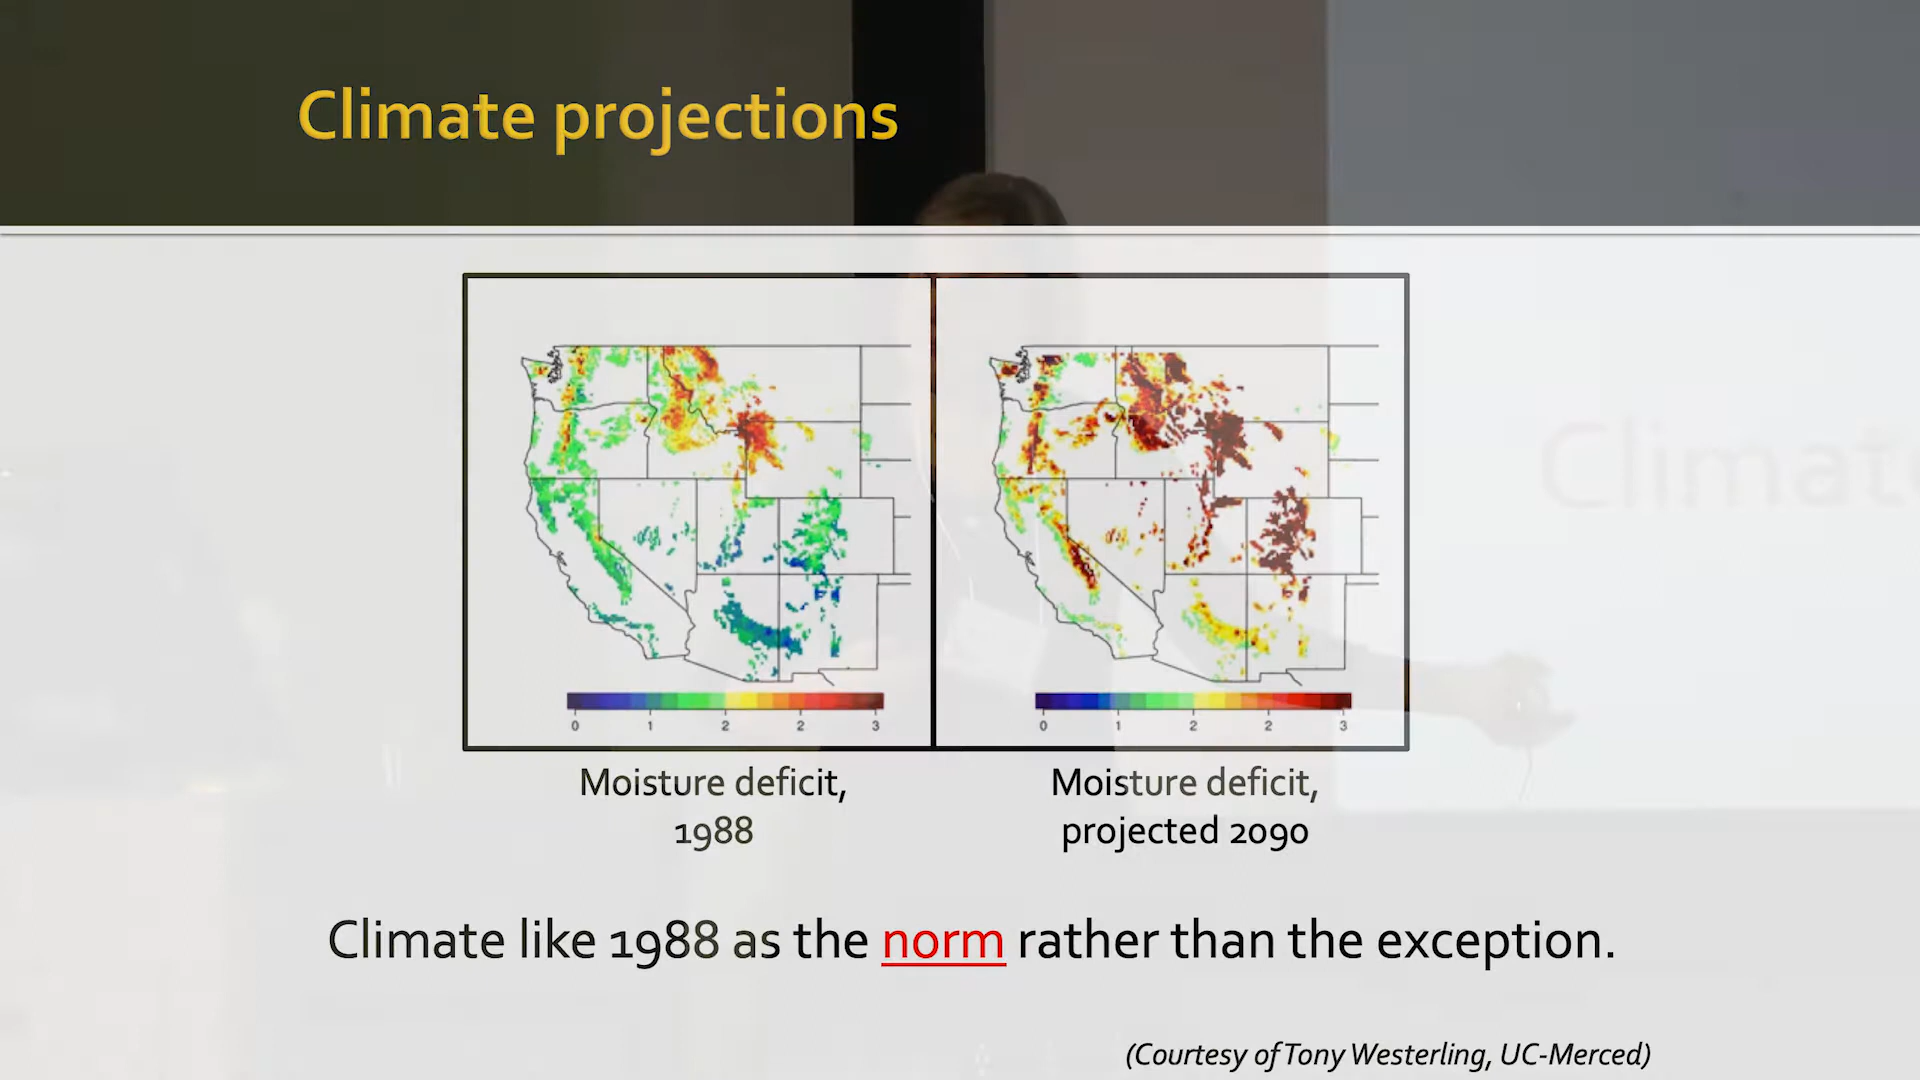 Climate projections
0 1 2 2 3
0 1 2 2 3
Moisture deficit,
1988
Moisture deficit,
projected 2090
Climate like 1988 as the norm rather than the exception.
(Courtesy of Tony Westerling, UC-Merced)
Climate